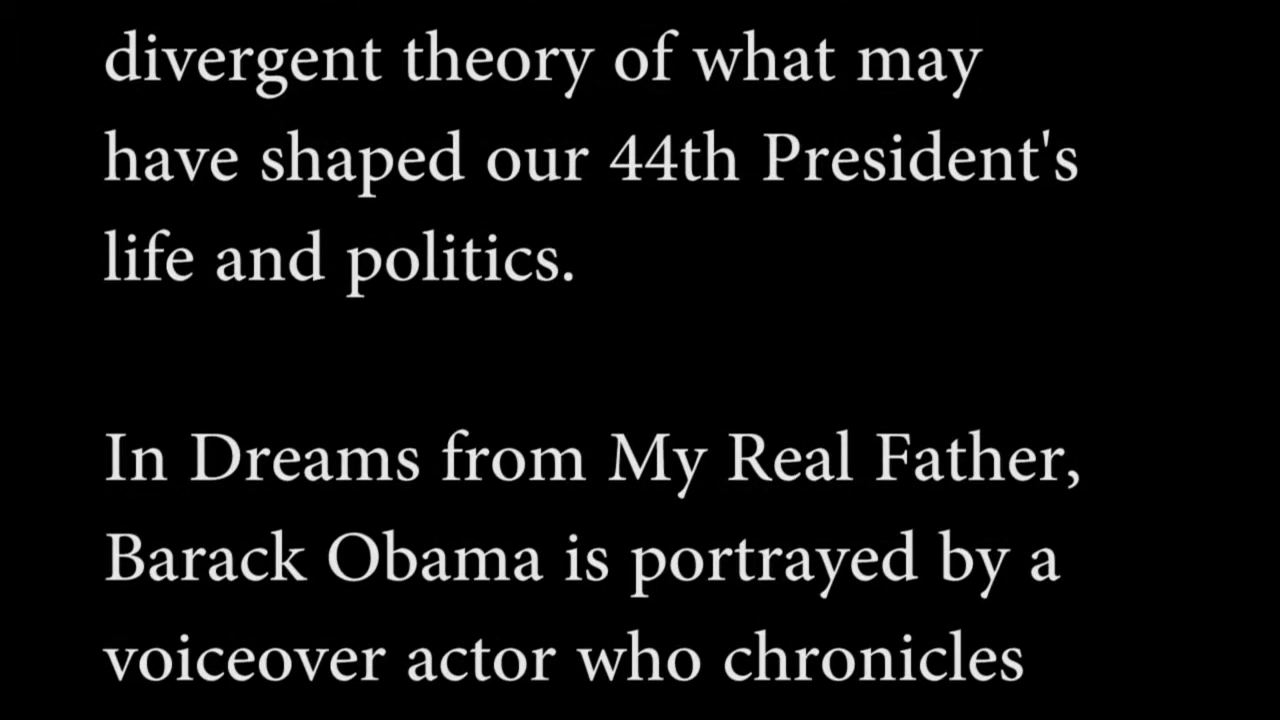 divergent theory of what may
have shaped our 44th President's
life and politics.
In Dreams from My Real Father,
Barack Obama is portrayed by a
voiceover actor who chronicles